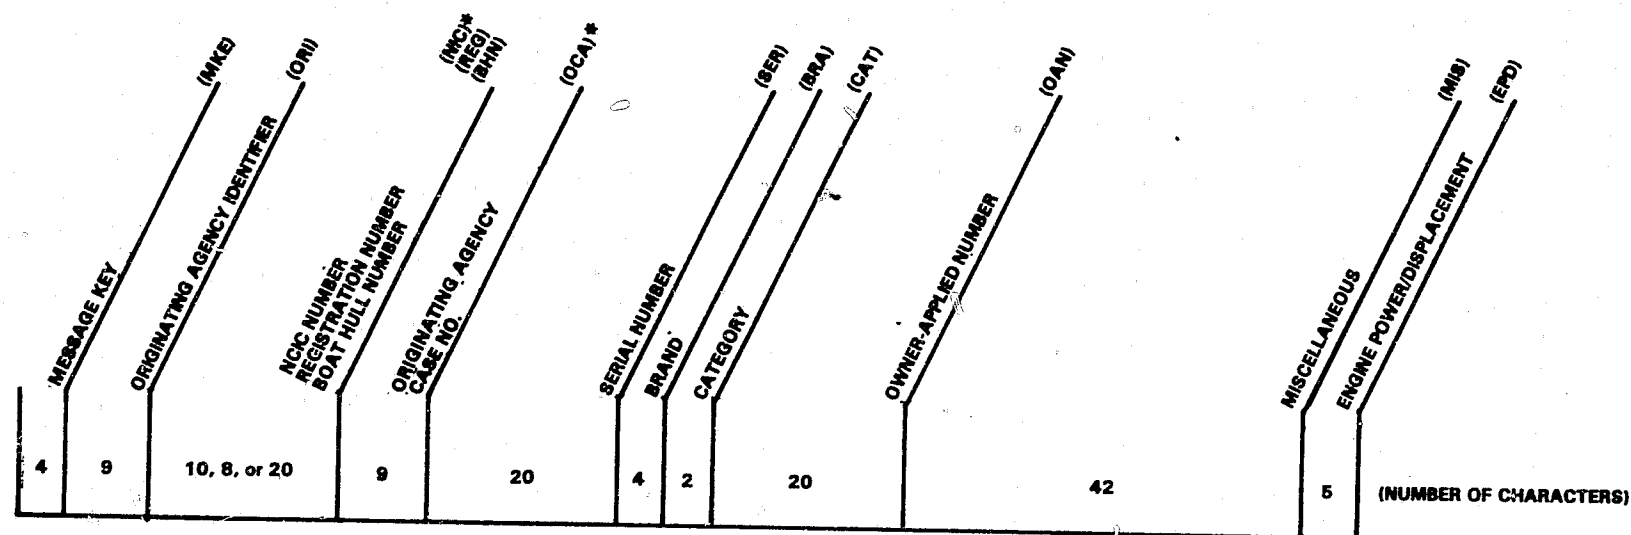 (MKE)
MESSAGE KEY
(ORI)
ORIGINATING AGENCY IDENTIFIER
(NIC)*
(REG)
(BHN)
NCIC NUMBER
REGISTRATION NUMBER
BOAT HULL NUMBER
(OCA)*
ORIGINATING AGENCY
CASE NO.
(SER)
SERIAL NUMBER
(BRA)
BRAND
(CAT)
CATEGORY
(OAN)
OWNER-APPLIED NUMBER
(MIS)
MISCELLANEOUS
(EPD)
ENGINE POWER/DISPLACEMENT
4
9
10, 8, or 20
9
20
4
2
20
42
5
(NUMBER OF CHARACTERS)